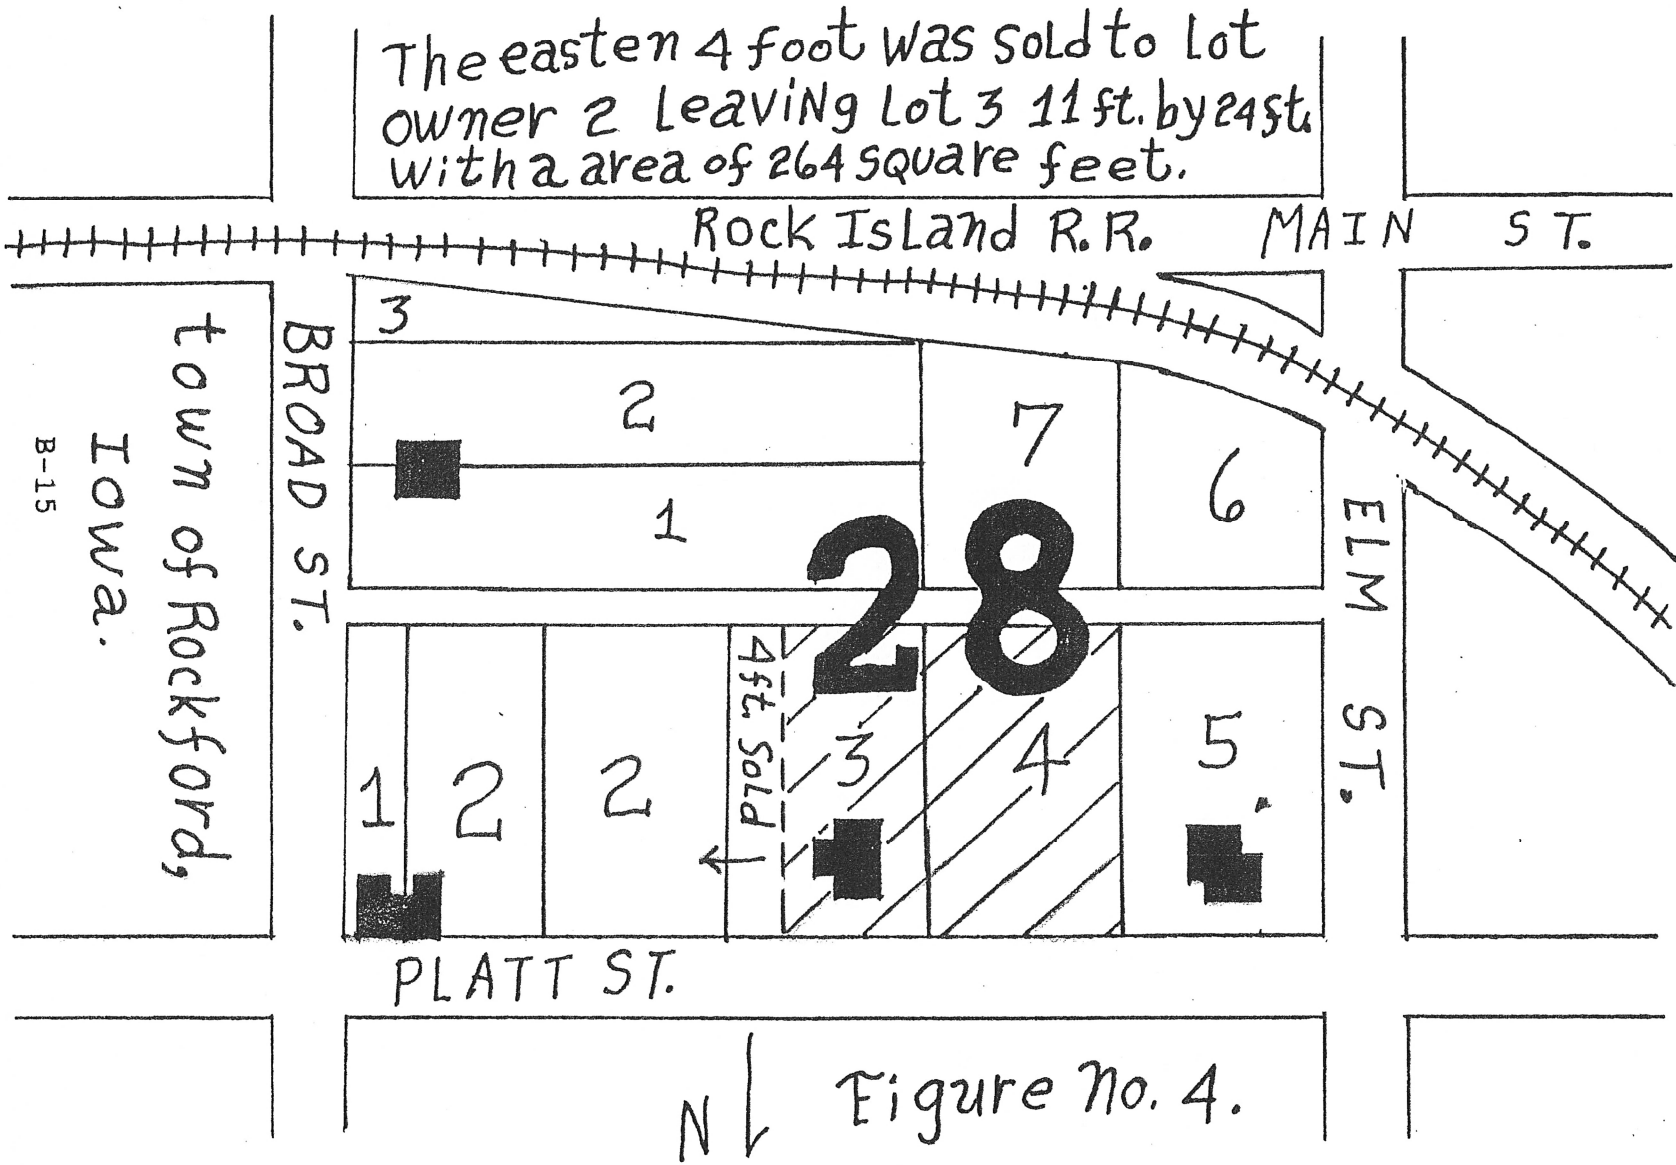 The easten 4 foot was sold to lot
owner 2 Leaving Lot 3 11 ft. by 24 ft.
With a area of 264 square feet.
Rock Island R.R.
MAIN ST.
3
2
1
7
6
BROAD ST.
ELM ST.
town of Rockford,
Iowa.
B-15
28
1
2
2
4ft. Sold
3
4
5
PLATT ST.
N
Figure No. 4.